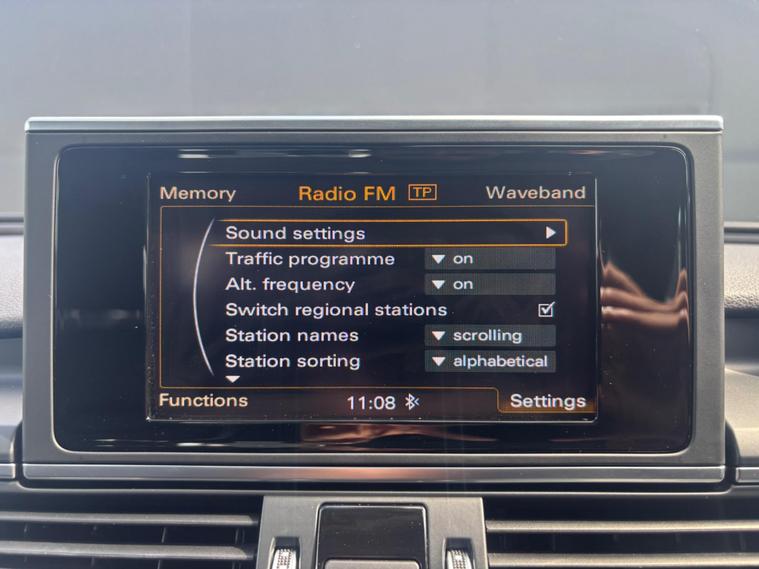 Memory Radio FM TP Waveband
Sound settings
Traffic programme on
Alt. frequency on
Switch regional stations
Station names scrolling
Station sorting alphabetical
Functions 11:08 Settings